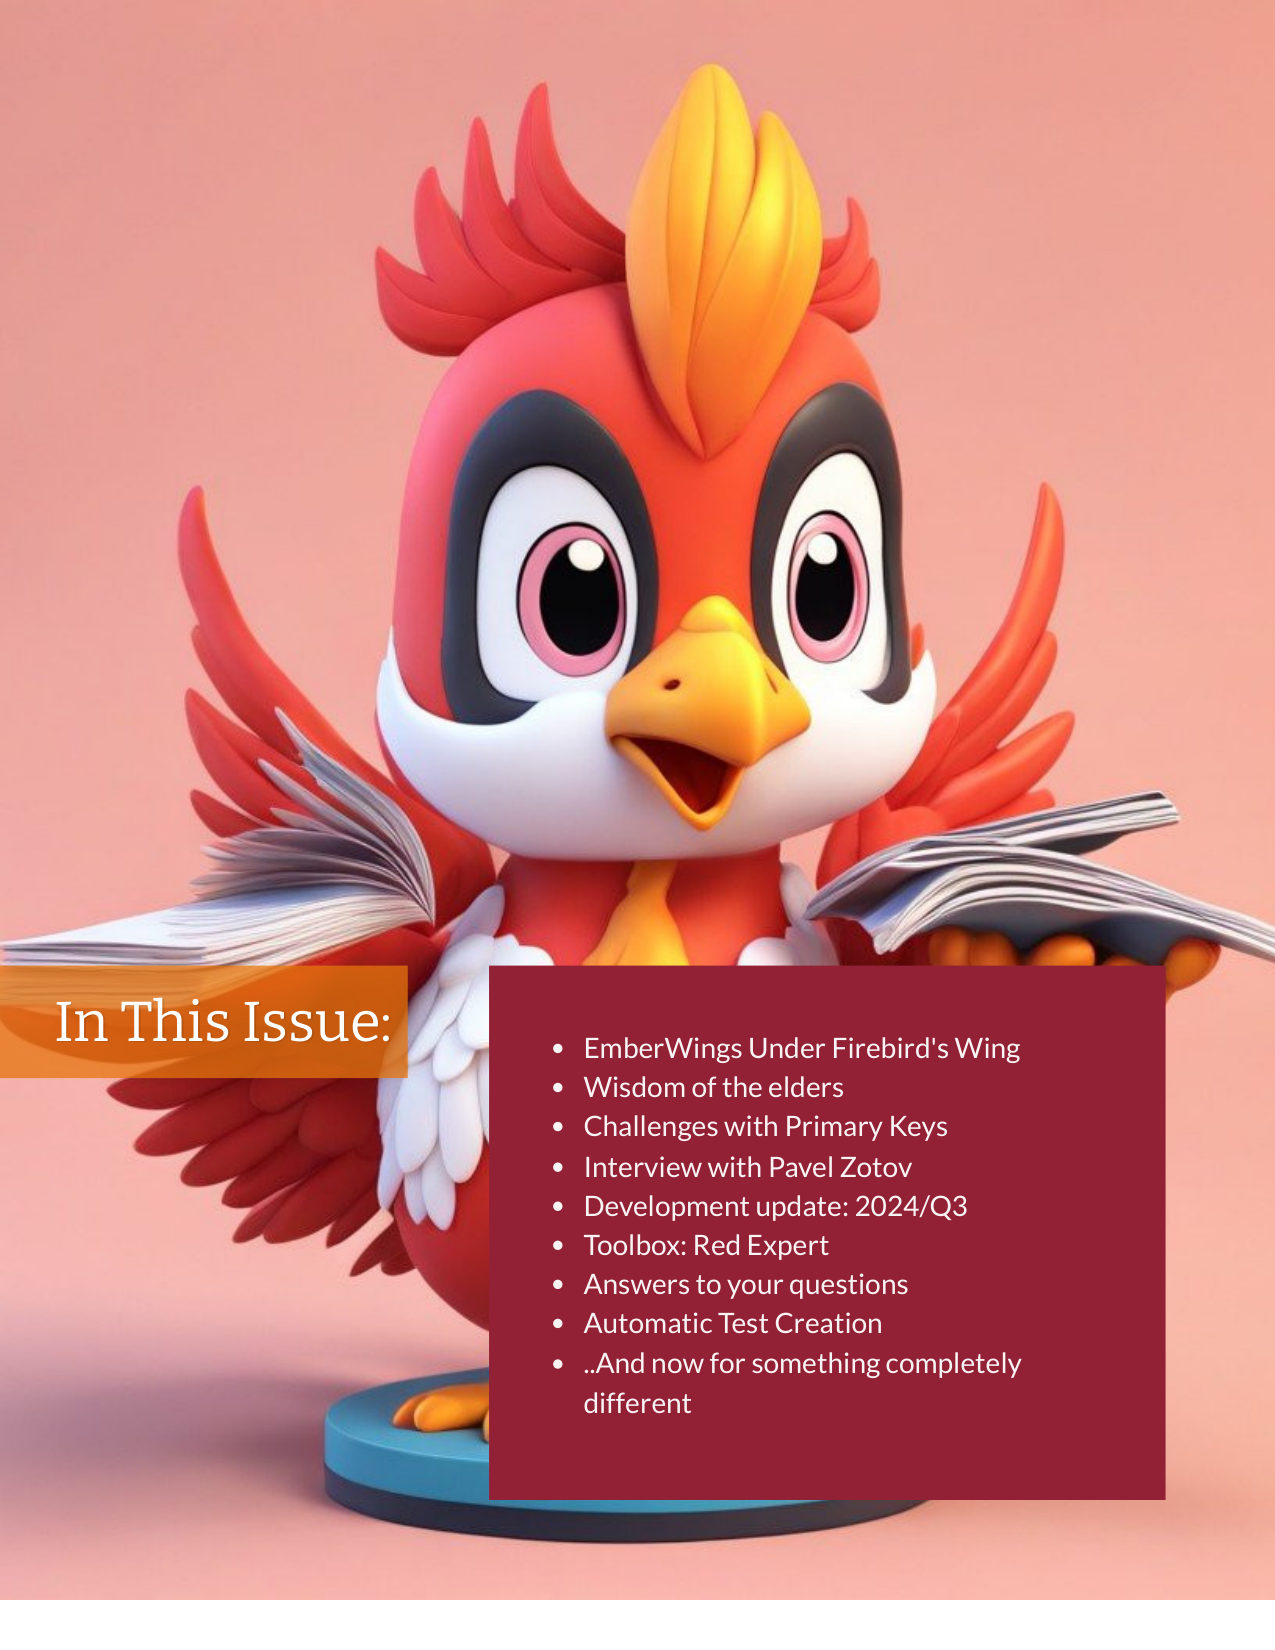 In This Issue:
• EmberWings Under Firebird's Wing
• Wisdom of the elders
• Challenges with Primary Keys
• Interview with Pavel Zotov
• Development update: 2024/Q3
• Toolbox: Red Expert
• Answers to your questions
• Automatic Test Creation
• ..And now for something completely
different